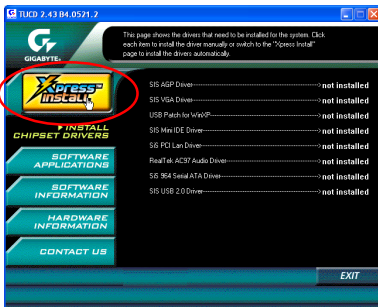 TUCD 2.43 B4.0521.2
GIGABYTE
This page shows the drivers that need to be installed for the system. Click
each item to install the driver manually or switch to the "Xpress Install"
page to install the drivers automatically.
Xpress
Install
INSTALL
CHIPSET DRIVERS
SOFTWARE
APPLICATIONS
SOFTWARE
INFORMATION
HARDWARE
INFORMATION
CONTACT US
SIS AGP Driver not installed
SIS VGA Driver not installed
USB Patch for WinXP not installed
SIS Mini IDE Driver not installed
SiS PCI Lan Driver not installed
RealTek AC97 Audio Driver not installed
SiS 964 Serial ATA Driver not installed
SIS USB 2.0 Driver not installed
EXIT